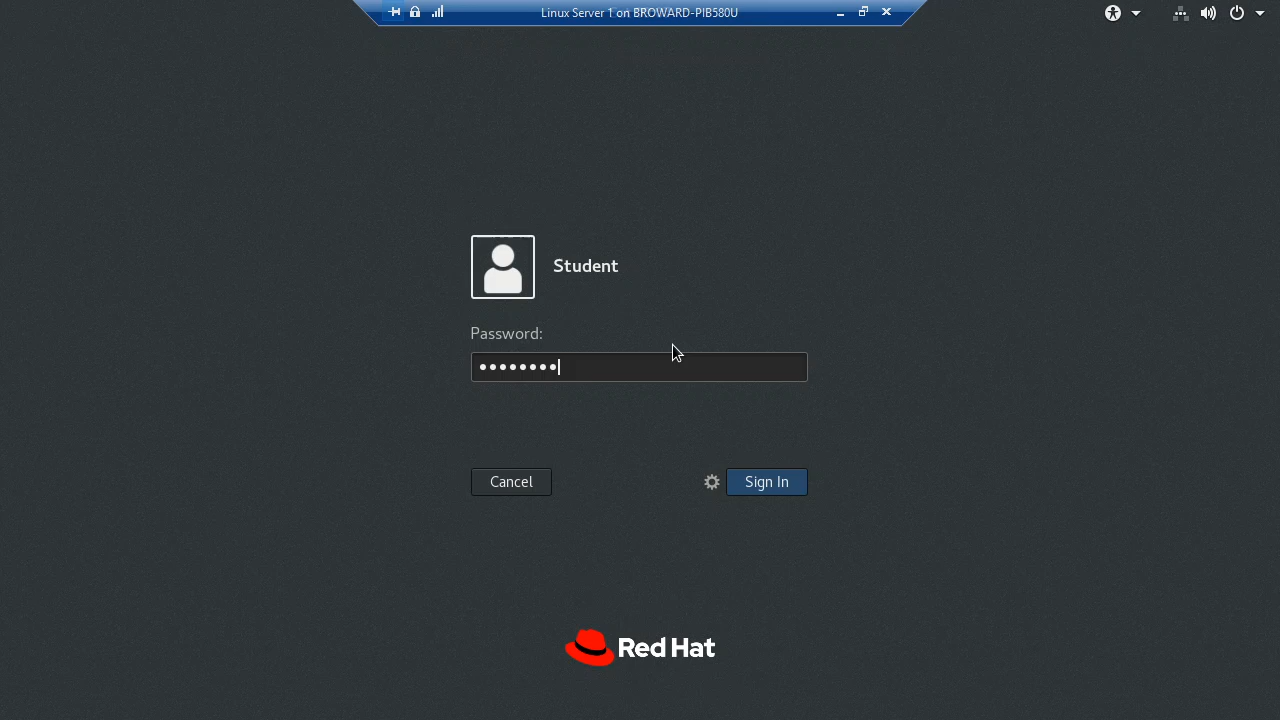 Linux Server 1 on BROWARD-PIB580U
Student
Password:
••••••••
Cancel
Sign In
Red Hat